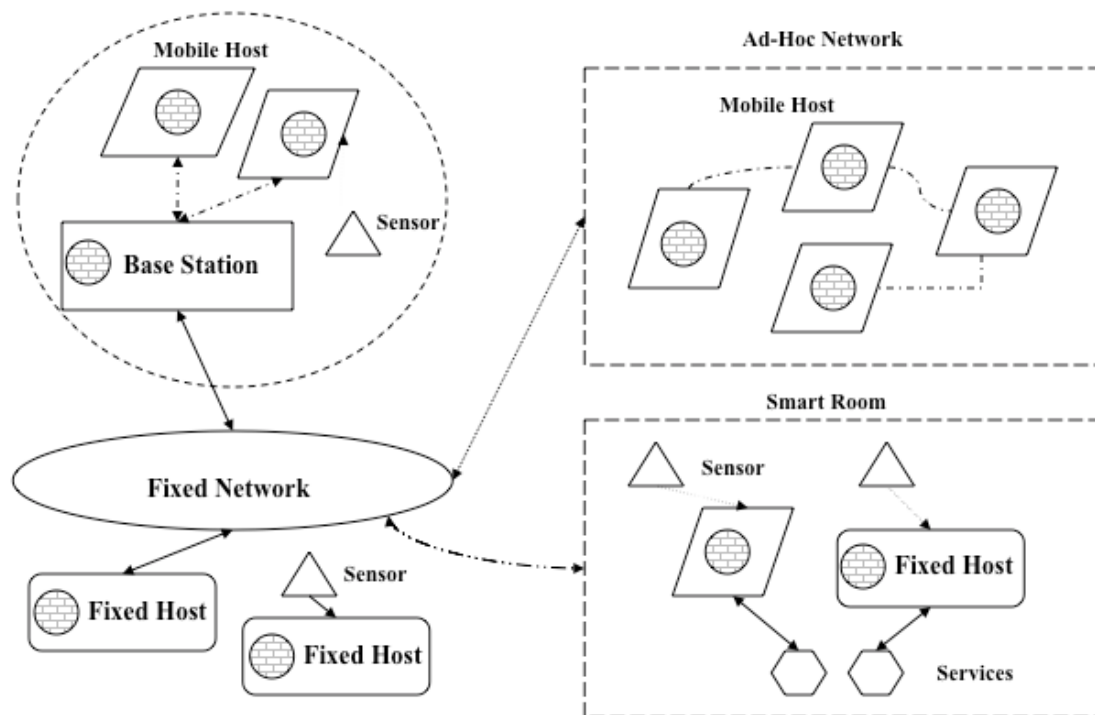 Mobile Host
Sensor
Base Station
Fixed Network
Fixed Host
Sensor
Fixed Host
Ad-Hoc Network
Mobile Host
Smart Room
Sensor
Fixed Host
Services